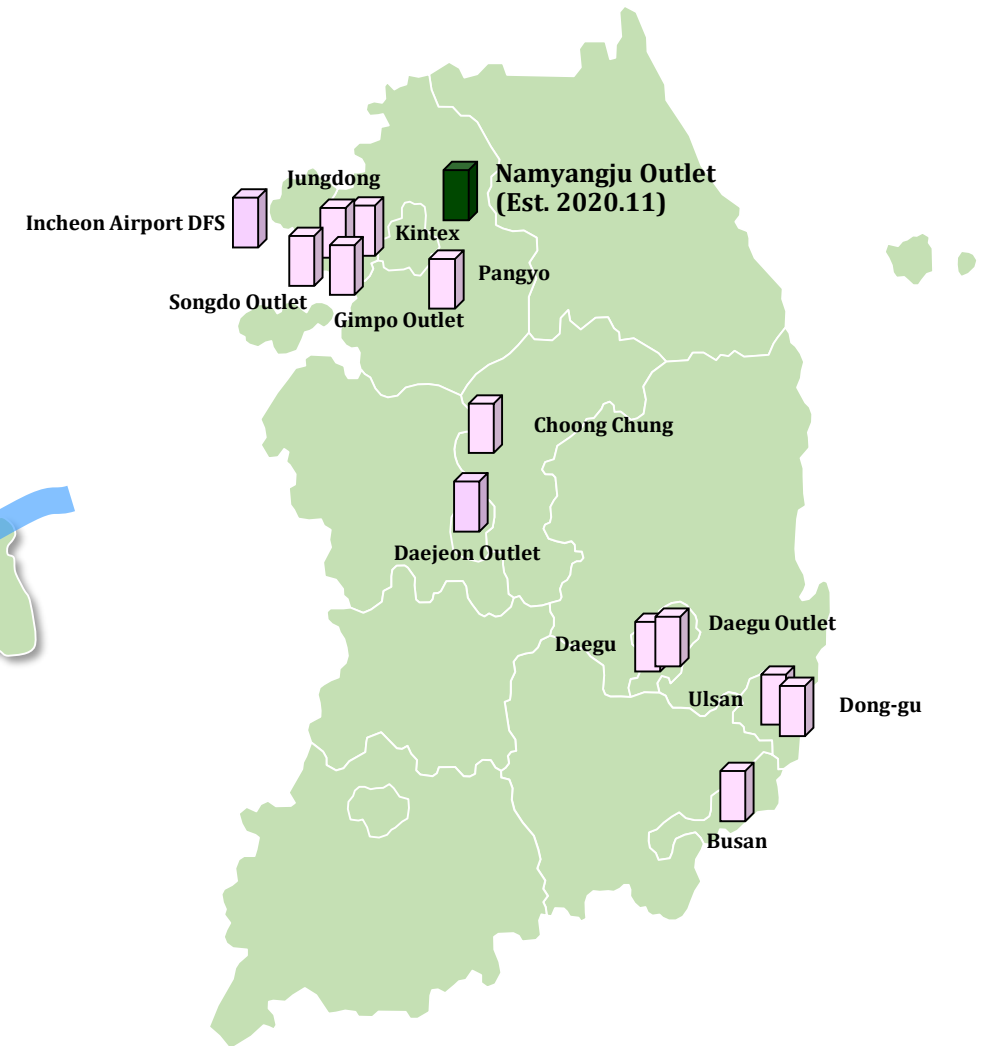 Namyangju Outlet
(Est. 2020.11)
Jungdong
Incheon Airport DFS
Kintex
Pangyo
Songdo Outlet
Gimpo Outlet
Choong Chung
Daejeon Outlet
Daegu Outlet
Daegu
Ulsan
Dong-gu
Busan